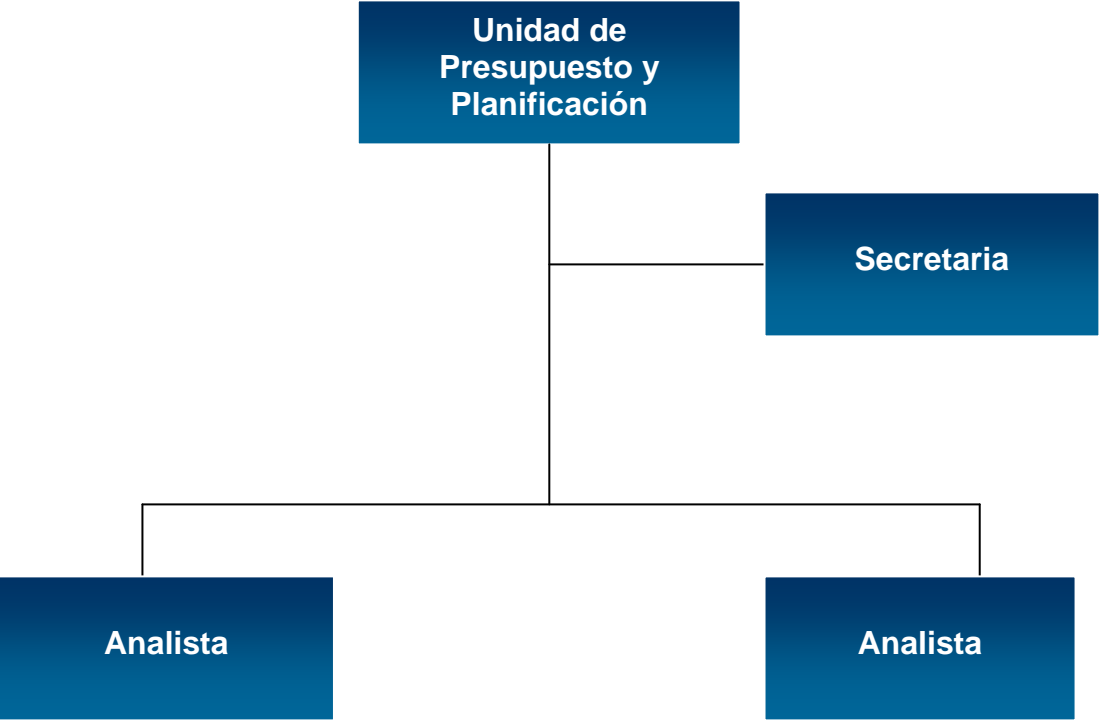 Unidad de
Presupuesto y
Planificación
Secretaria
Analista
Analista